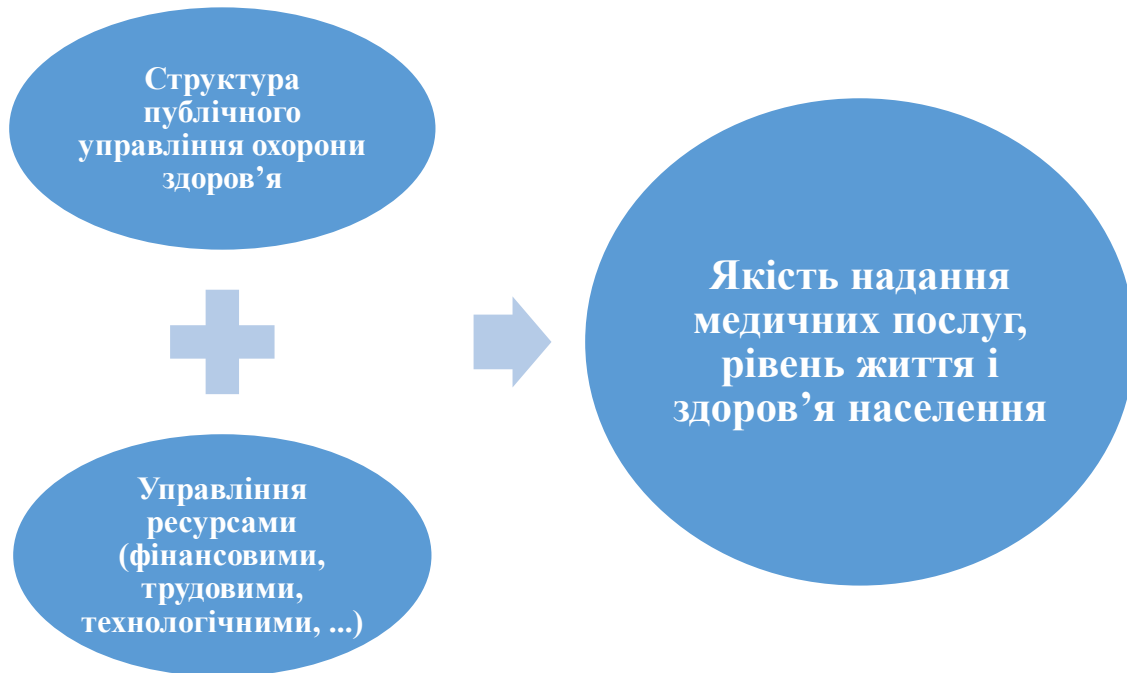 Структура
публічного
управління охорони
здоров’я
Управління
ресурсами
(фінансовими,
трудовими,
технологічними, ...)
Якість надання
медичних послуг,
рівень життя і
здоров’я населення